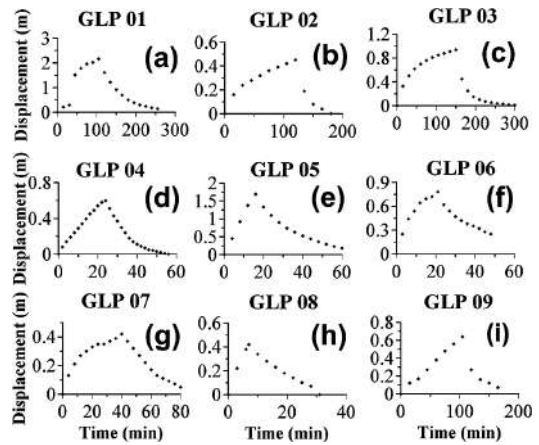 GLP 01 GLP 02 GLP 03
Displacement (m)
3 2 1 0
(a)
0 100 200 300
0.6 0.4 0.2 0
(b)
0 100 200
1.0 0.8 0.6 0.4 0.2 0
(c)
0 100 200 300
GLP 04 GLP 05 GLP 06
Displacement (m)
0.8 0.4 0
(d)
0 20 40 60
2 1.5 1 0.5 0
(e)
0 20 40 60
0.9 0.6 0.3 0
(f)
0 20 40 60
GLP 07 GLP 08 GLP 09
Displacement (m)
0.4 0.2 0
(g)
0 20 40 60 80
0.6 0.4 0.2 0
(h)
0 20 40
0.8 0.6 0.4 0.2 0
(i)
0 100 200
Time (min) Time (min) Time (min)